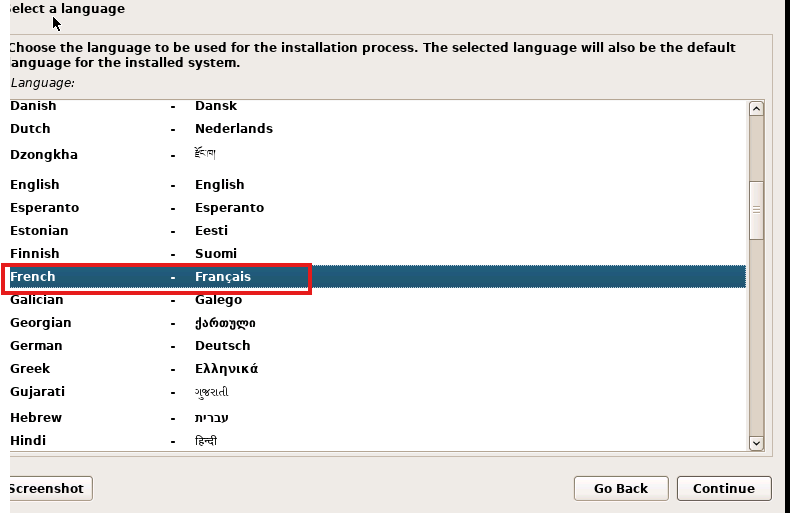 elect a language
Choose the language to be used for the installation process. The selected language will also be the default
anguage for the installed system.
Language:
Danish - Dansk
Dutch - Nederlands
Dzongkha - རྫོང་ཁ།
English - English
Esperanto - Esperanto
Estonian - Eesti
Finnish - Suomi
French - Français
Galician - Galego
Georgian - ქართული
German - Deutsch
Greek - Ελληνικά
Gujarati - ગુજરાતી
Hebrew - עברית
Hindi - हिन्दी
Screenshot Go Back Continue